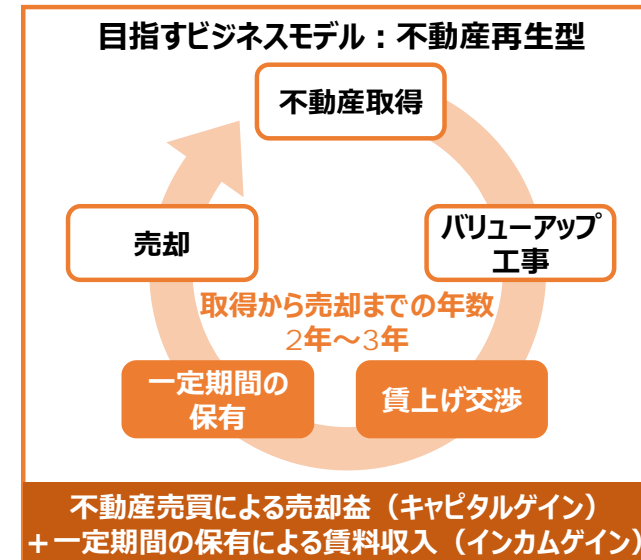 目指すビジネスモデル：不動産再生型
不動産取得
バリューアップ
工事
売却
取得から売却までの年数
2年～3年
一定期間の
保有
賃上げ交渉
不動産売買による売却益（キャピタルゲイン）
＋一定期間の保有による賃料収入（インカムゲイン）